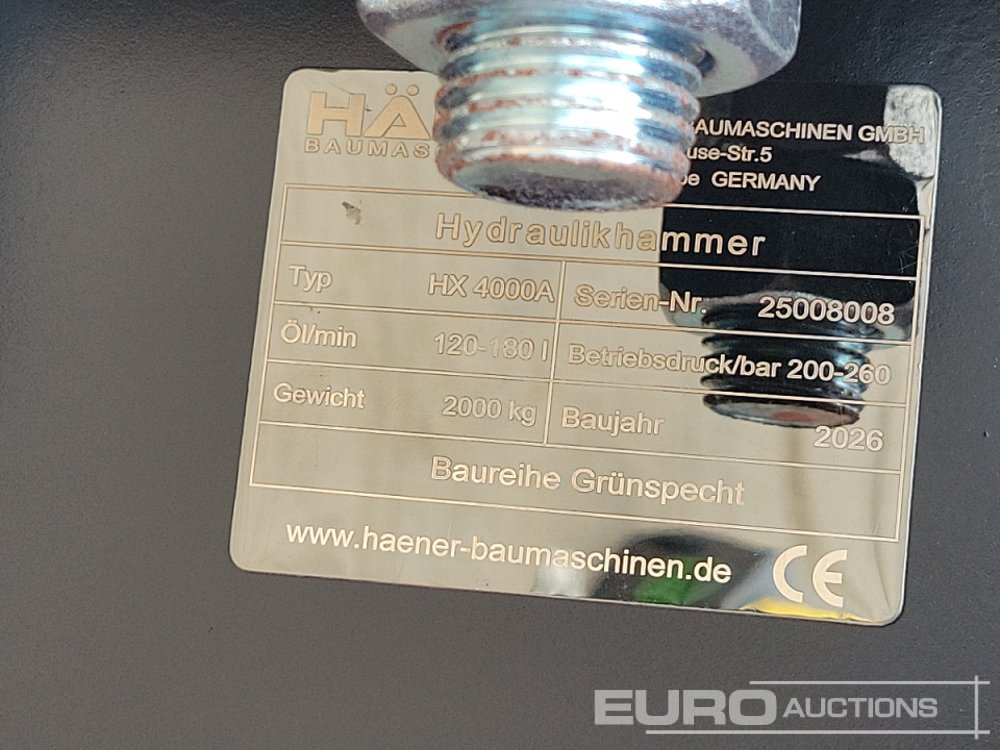 HÄ
BAUMAS
BAUMASCHINEN GMBH
use-Str.5
GERMANY
Hydraulikhammer
Typ HX 4000A Serien-Nr. 25008008
Öl/min 120-180 l Betriebsdruck/bar 200-260
Gewicht 2000 kg Baujahr 2026
Baureihe Grünspecht
www.haener-baumaschinen.de CE
EURO AUCTIONS